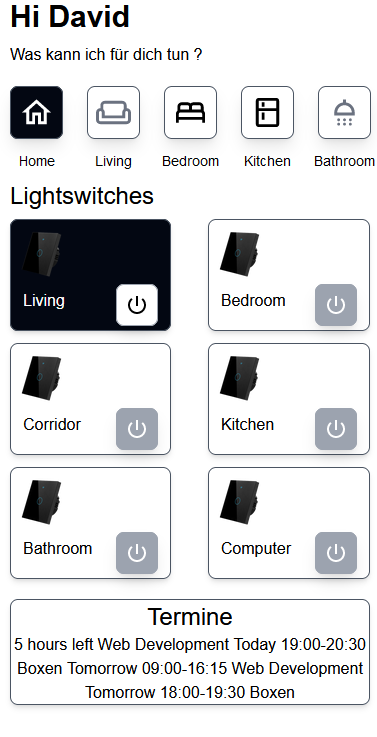 Hi David
Was kann ich für dich tun ?
Home Living Bedroom Kitchen Bathroom
Lightswitches
Living Bedroom
Corridor Kitchen
Bathroom Computer
Termine
5 hours left Web Development Today 19:00-20:30
Boxen Tomorrow 09:00-16:15 Web Development
Tomorrow 18:00-19:30 Boxen